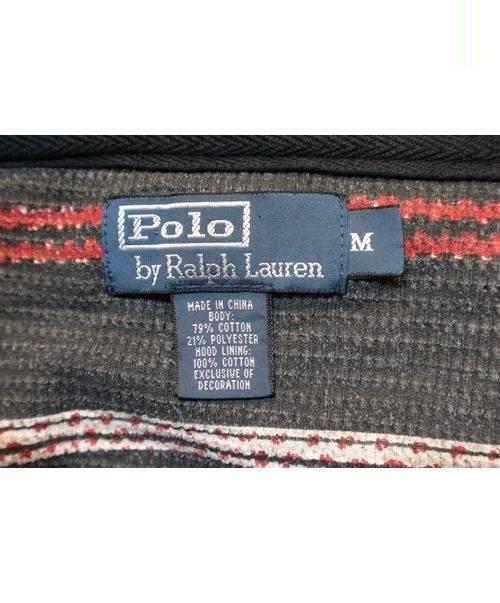 Polo
by Ralph Lauren
M
MADE IN CHINA
BODY:
79% COTTON
21% POLYESTER
HOOD LINING:
100% COTTON
EXCLUSIVE OF
DECORATION